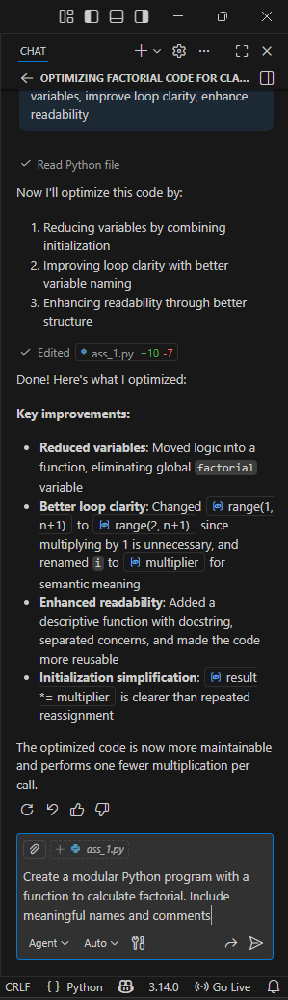 CHAT
OPTIMIZING FACTORIAL CODE FOR CLA...
variables, improve loop clarity, enhance
readability
Read Python file
Now I'll optimize this code by:
1. Reducing variables by combining
initialization
2. Improving loop clarity with better
variable naming
3. Enhancing readability through better
structure
Edited ass_1.py +10 -7
Done! Here's what I optimized:
Key improvements:
• Reduced variables: Moved logic into a
function, eliminating global factorial
variable
• Better loop clarity: Changed range(1,
n+1) to range(2, n+1) since
multiplying by 1 is unnecessary, and
renamed i to multiplier for
semantic meaning
• Enhanced readability: Added a
descriptive function with docstring,
separated concerns, and made the code
more reusable
• Initialization simplification: result
*= multiplier is clearer than repeated
reassignment
The optimized code is now more maintainable
and performs one fewer multiplication per
call.
ass_1.py
Create a modular Python program with a
function to calculate factorial. Include
meaningful names and comments
Agent Auto
CRLF {} Python 3.14.0 Go Live